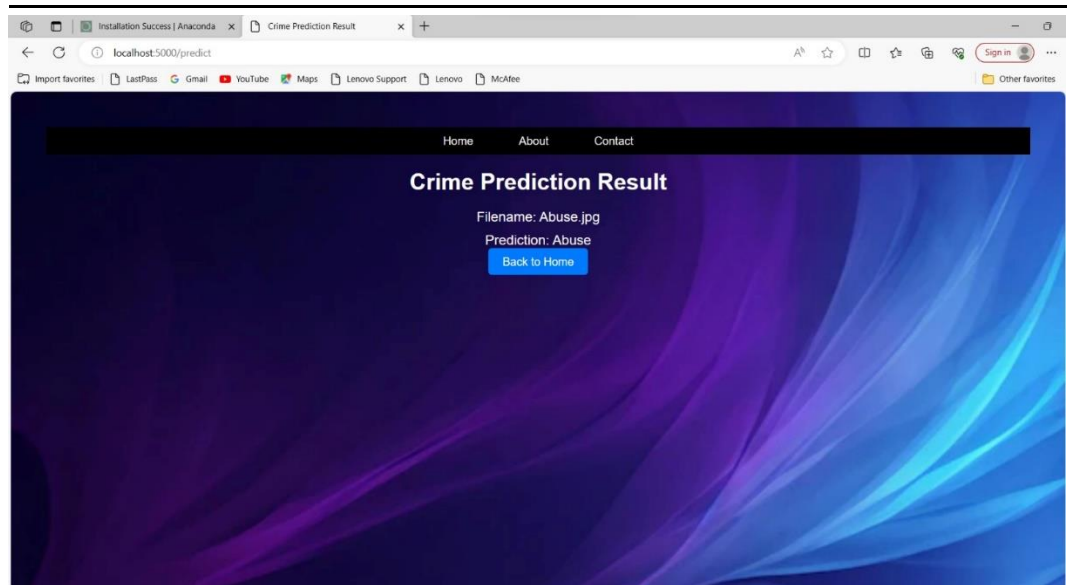 Installation Success | Anaconda
Crime Prediction Result
localhost:5000/predict
Sign in
Import favorites
LastPass
Gmail
YouTube
Maps
Lenovo Support
Lenovo
McAfee
Other favorites
Home About Contact
Crime Prediction Result
Filename: Abuse.jpg
Prediction: Abuse
Back to Home